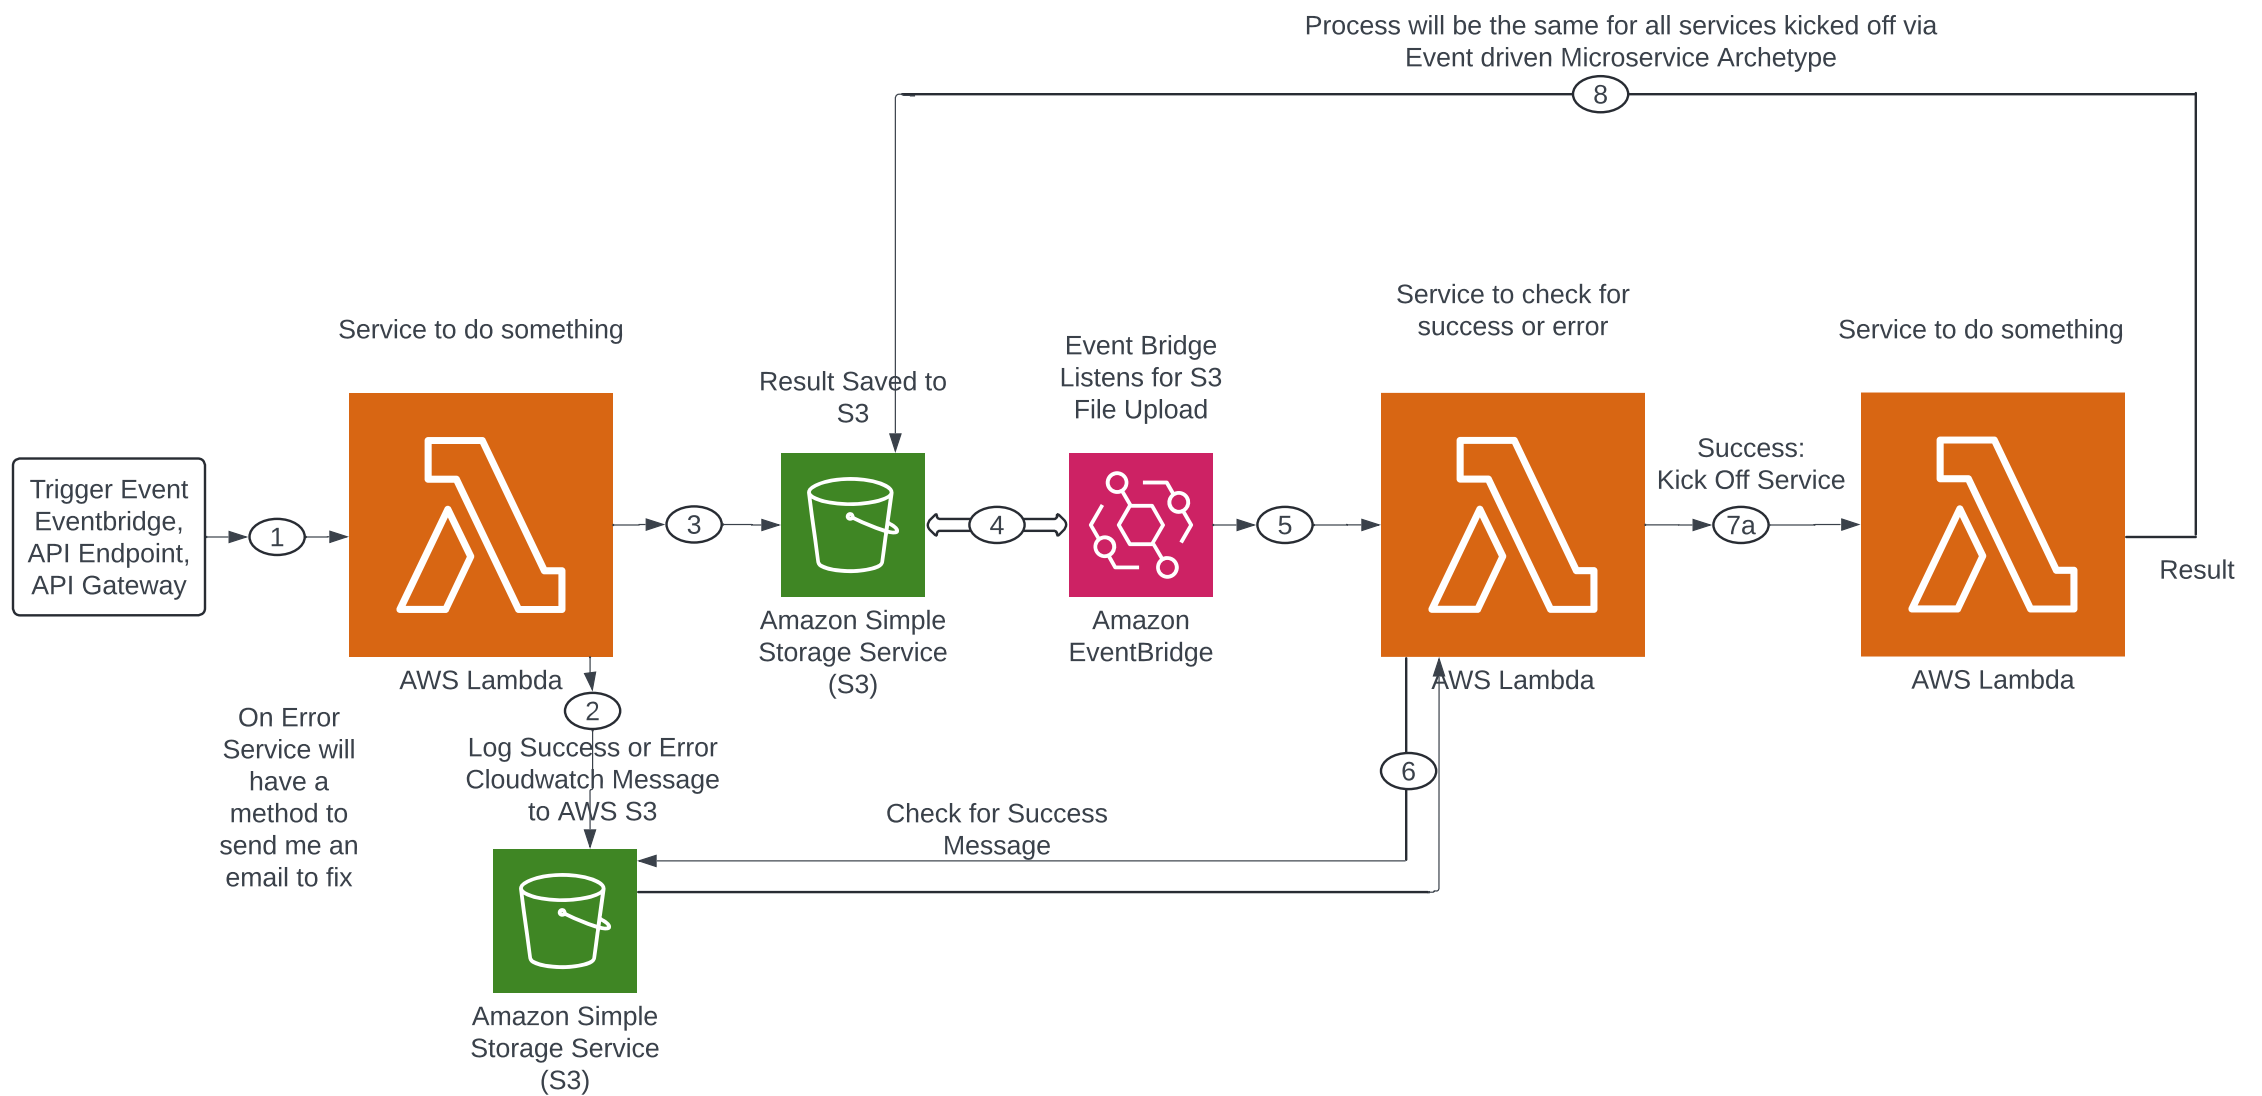 Process will be the same for all services kicked off via
Event driven Microservice Archetype
8
Service to do something
Result Saved to
S3
Event Bridge
Listens for S3
File Upload
Service to check for
success or error
Service to do something
Trigger Event
Eventbridge,
API Endpoint,
API Gateway
1
3
4
5
Success:
Kick Off Service
7a
Result
AWS Lambda
Amazon Simple
Storage Service
(S3)
Amazon
EventBridge
AWS Lambda
AWS Lambda
On Error
Service will
have a
method to
send me an
email to fix
2
Log Success or Error
Cloudwatch Message
to AWS S3
6
Check for Success
Message
Amazon Simple
Storage Service
(S3)